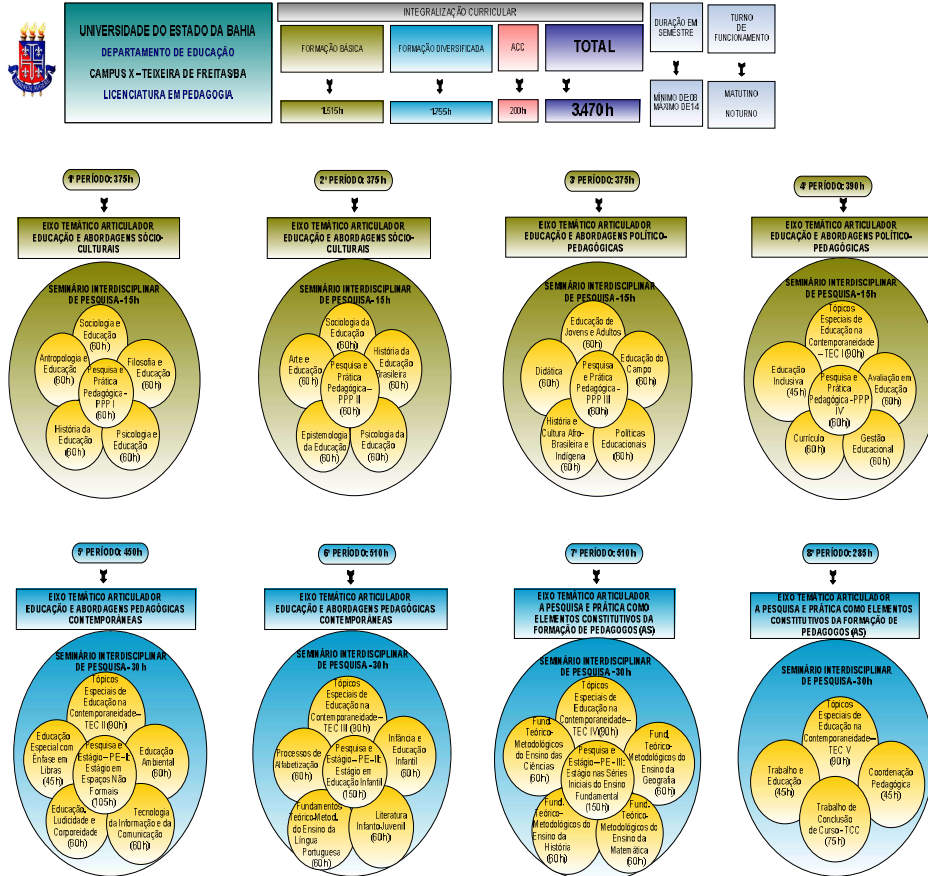 UNIVERSIDADE DO ESTADO DA BAHIA
DEPARTAMENTO DE EDUCAÇÃO
CAMPUS X – TEIXEIRA DE FREITAS/BA
LICENCIATURA EM PEDAGOGIA
INTEGRALIZAÇÃO CURRICULAR
FORMAÇÃO BÁSICA
FORMAÇÃO DIVERSIFICADA
ACC
TOTAL
1.515h
1.755h
200h
3.470h
DURAÇÃO EM
SEMESTRE
MÍNIMO DE:08
MAXIMO DE:14
TURNO
DE
FUNCIONAMENTO
MATUTINO
NOTURNO
1º PERÍODO: 375h
EIXO TEMÁTICO ARTICULADOR
EDUCAÇÃO E ABORDAGENS SÓCIO-
CULTURAIS
SEMINÁRIO INTERDISCIPLINAR
DE PESQUISA -15h
Sociologia e
Educação
(60h)
Antropologia e
Educação
(60h)
Filosofia e
Educação
(60h)
Pesquisa e
Prática
Pedagógica -
PPP I
(60h)
História da
Educação
(60h)
Psicologia e
Educação
(60h)
2º PERÍODO: 375h
EIXO TEMÁTICO ARTICULADOR
EDUCAÇÃO E ABORDAGENS SÓCIO-
CULTURAIS
SEMINÁRIO INTERDISCIPLINAR
DE PESQUISA -15h
Sociologia da
Educação
(60h)
Arte e
Educação
(60h)
História da
Educação
Brasileira
(60h)
Pesquisa e
Prática
Pedagógica –
PPP II
(60h)
Epistemologia
da Educação
(60h)
Psicologia da
Educação
(60h)
3º PERÍODO: 375h
EIXO TEMÁTICO ARTICULADOR
EDUCAÇÃO E ABORDAGENS POLÍTICO-
PEDAGÓGICAS
SEMINÁRIO INTERDISCIPLINAR
DE PESQUISA -15h
Educação de
Jovens e Adultos
(60h)
Didática
(60h)
Educação do
Campo
(60h)
Pesquisa
e Prática
Pedagógica -
PPP III
(60h)
História e
Cultura Afro-
Brasileira e
Indígena
(60h)
Políticas
Educacionais
(60h)
4º PERÍODO: 390h
EIXO TEMÁTICO ARTICULADOR
EDUCAÇÃO E ABORDAGENS POLÍTICO-
PEDAGÓGICAS
SEMINÁRIO INTERDISCIPLINAR
DE PESQUISA -15h
Tópicos
Especiais de
Educação na
Contemporaneidade
– TEC I (90h)
Educação
Inclusiva
(45h)
Avaliação em
Educação
(60h)
Pesquisa e
Prática
Pedagógica -PPP
IV
(60h)
Currículo
(60h)
Gestão
Educacional
(60h)
5º PERÍODO: 450h
EIXO TEMÁTICO ARTICULADOR
EDUCAÇÃO E ABORDAGENS PEDAGÓGICAS
CONTEMPORÂNEAS
SEMINÁRIO INTERDISCIPLINAR
DE PESQUISA - 30 h
Tópicos
Especiais de
Educação na
Contemporaneidade–
TEC II (90h)
Educação
Especial com
Ênfase em
Libras
(45h)
Educação
Ambiental
(60h)
Pesquisa e
Estágio – PE – I:
Estágio em
Espaços Não
Formais
(105h)
Educação,
Ludicidade e
Corporeidade
(60h)
Tecnologia
da Informação e da
Comunicação
(60h)
6º PERÍODO: 510h
EIXO TEMÁTICO ARTICULADOR
EDUCAÇÃO E ABORDAGENS PEDAGÓGICAS
CONTEMPORÂNEAS
SEMINÁRIO INTERDISCIPLINAR
DE PESQUISA - 30 h
Tópicos
Especiais de
Educação na
Contemporaneidade–
TEC III (90h)
Processos de
Alfabetização
(60h)
Infância e
Educação
Infantil
(60h)
Pesquisa e
Estágio – PE – II:
Estágio em
Educação Infantil
(150h)
Fundamentos
Teórico-Metod.
do Ensino da
Língua
Portuguesa
(60h)
Literatura
Infanto-Juvenil
(60h)
7º PERÍODO: 510h
EIXO TEMÁTICO ARTICULADOR
A PESQUISA E PRÁTICA COMO
ELEMENTOS CONSTITUTIVOS DA
FORMAÇÃO DE PEDAGOGOS (AS)
SEMINÁRIO INTERDISCIPLINAR
DE PESQUISA -30h
Tópicos
Especiais de
Educação na
Contemporaneidade–
TEC IV (90h)
Fund.
Teórico-
Metodológicos
do Ensino das
Ciências
(60h)
Fund.
Teórico-
Metodológicos
do Ensino da
Geografia
(60h)
Pesquisa e
Estágio – PE – III:
Estágio nas Séries
Iniciais do Ensino
Fundamental
(150h)
Fund.
Teórico-
Metodológicos do
Ensino da
História
(60h)
Fund.
Teórico-
Metodológicos do
Ensino da
Matemática
(60h)
8º PERÍODO: 285h
EIXO TEMÁTICO ARTICULADOR
A PESQUISA E PRÁTICA COMO ELEMENTOS
CONSTITUTIVOS DA FORMAÇÃO DE
PEDAGOGOS (AS)
SEMINÁRIO INTERDISCIPLINAR
DE PESQUISA -30h
Tópicos
Especiais de
Educação na
Contemporaneidade–
TEC V
(90h)
Trabalho e
Educação
(45h)
Coordenação
Pedagógica
(45h)
Trabalho de
Conclusão
de Curso -TCC
(75h)